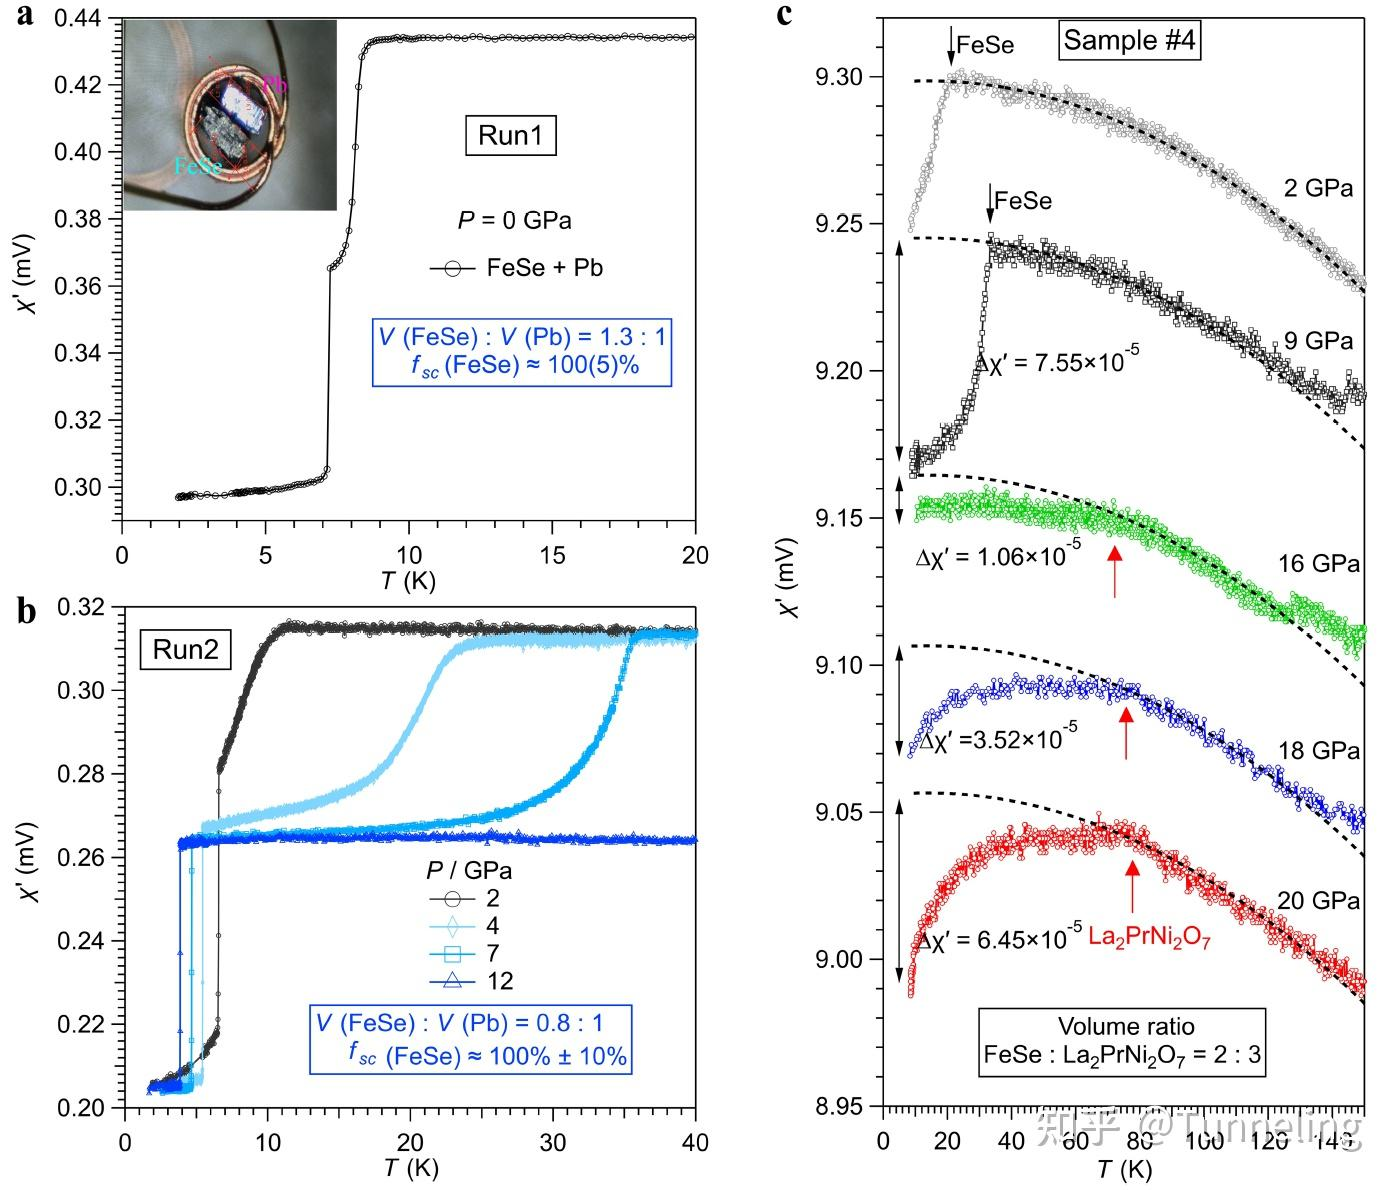 a
0.44
0.42
0.40
0.38
0.36
0.34
0.32
0.30
χ′ (mV)
Pb
FeSe
Run1
P = 0 GPa
FeSe + Pb
V (FeSe) : V (Pb) = 1.3 : 1
fsc (FeSe) ≈ 100(5)%
0 5 10 15 20
T (K)
b
0.32
0.30
0.28
0.26
0.24
0.22
0.20
χ′ (mV)
Run2
P / GPa
2
4
7
12
V (FeSe) : V (Pb) = 0.8 : 1
fsc (FeSe) ≈ 100% ± 10%
0 10 20 30 40
T (K)
c
9.30
9.25
9.20
9.15
9.10
9.05
9.00
8.95
χ′ (mV)
FeSe
Sample #4
2 GPa
FeSe
9 GPa
Δχ′ = 7.55×10⁻⁵
16 GPa
Δχ′ = 1.06×10⁻⁵
18 GPa
Δχ′ =3.52×10⁻⁵
20 GPa
Δχ′ = 6.45×10⁻⁵
La₂PrNi₂O₇
Volume ratio
FeSe : La₂PrNi₂O₇ = 2 : 3
0 20 40 60 80 100 120 140
T (K)
知乎 @Tunneling